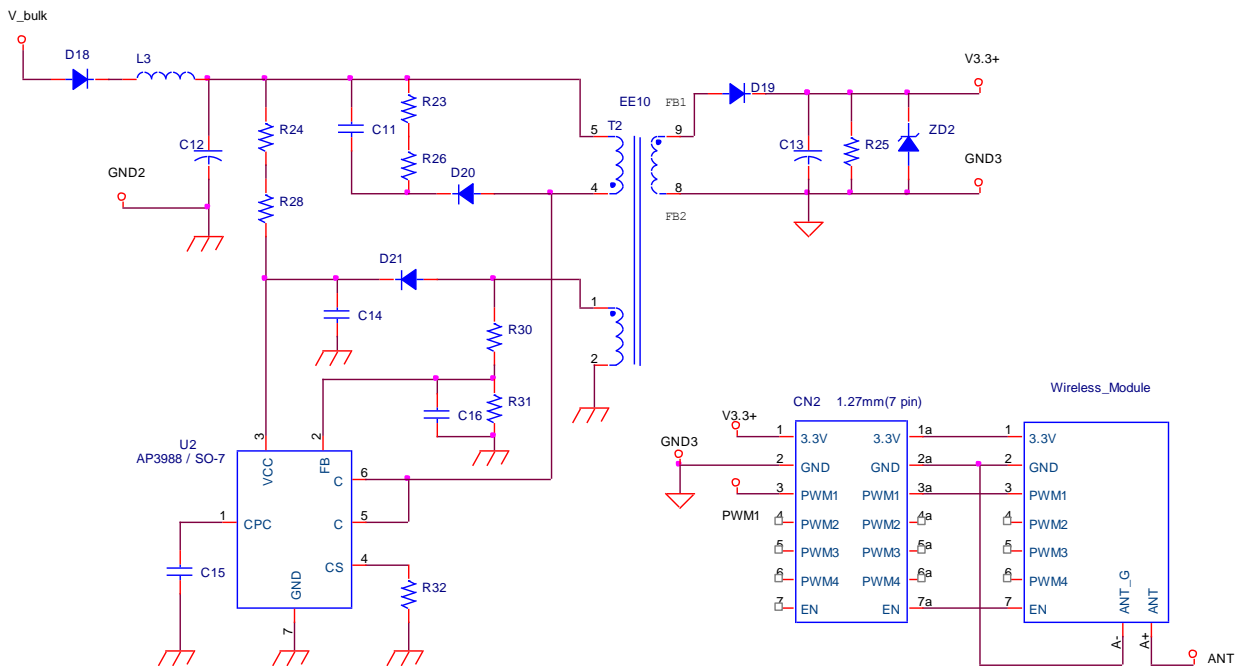 V_bulk
D18
L3
V3.3+
R23
EE10
FB1
D19
R24
C11
5
T2
9
C12
C13
R25
ZD2
R26
GND2
D20
GND3
4
8
R28
FB2
D21
1
C14
R30
2
Wireless_Module
C16
R31
CN2 1.27mm(7 pin)
V3.3+
U2
AP3988 / SO-7
3
2
VCC
FB
C
6
C
5
1
CPC
CS
4
C15
GND
R32
7
GND3
1
3.3V
3.3V
1a
1
3.3V
2
GND
GND
2a
2
GND
3
PWM1
PWM1
3a
3
PWM1
PWM1
4
PWM2
PWM2
4a
4
PWM2
5
PWM3
PWM3
5a
5
PWM3
6
PWM4
PWM4
6a
6
PWM4
7
EN
EN
7a
7
EN
ANT_G
ANT
A-
A+
ANT